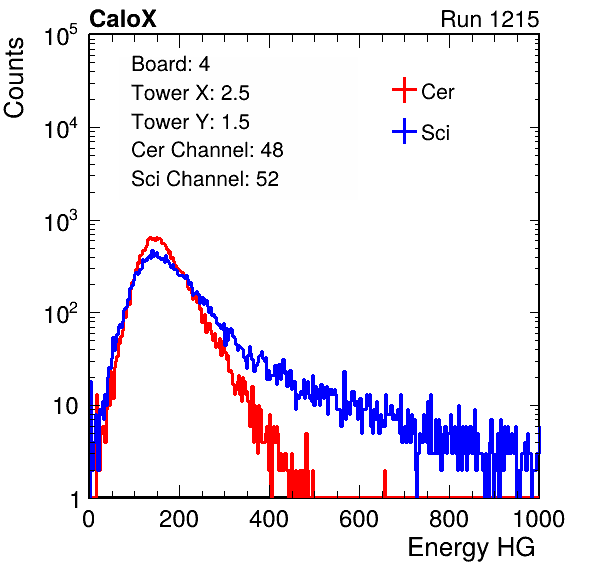 CaloX Run 1215
Counts
10^5
10^4
10^3
10^2
10
1
Board: 4
Tower X: 2.5
Tower Y: 1.5
Cer Channel: 48
Sci Channel: 52
Cer
Sci
0 200 400 600 800 1000
Energy HG